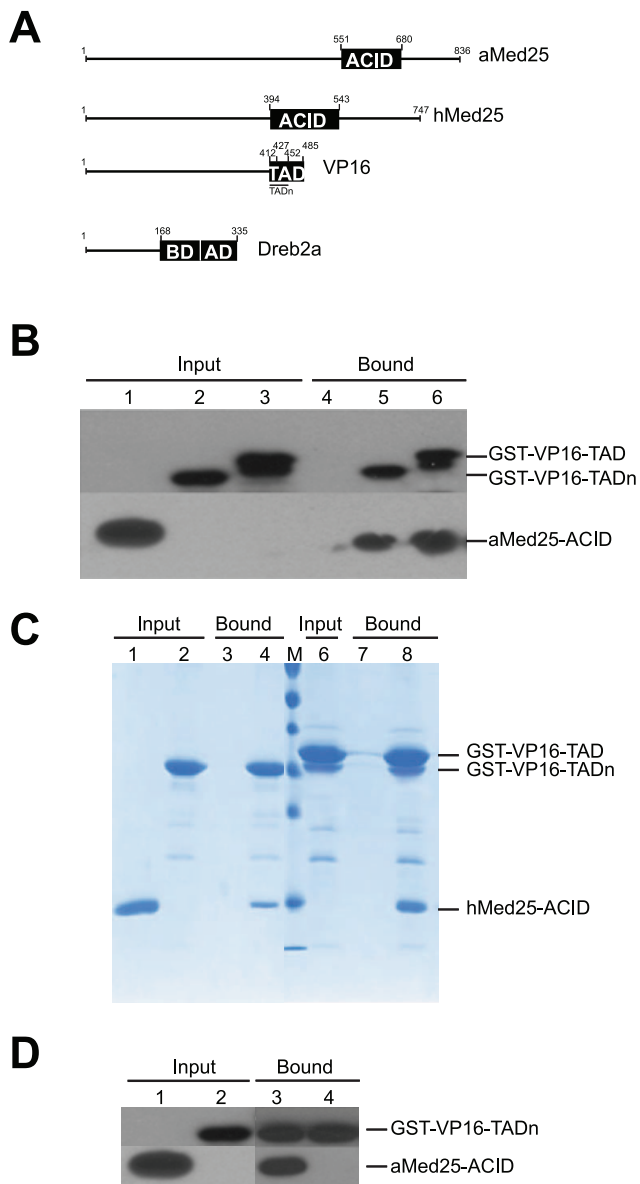 A
1 551 680 836
ACID aMed25
1 394 543 747
ACID hMed25
1 412 427 452 485
TAD VP16
TADn
1 168 335
BD AD Dreb2a
B
Input Bound
1 2 3 4 5 6
GST-VP16-TAD
GST-VP16-TADn
aMed25-ACID
C
Input Bound Input Bound
1 2 3 4 M 6 7 8
GST-VP16-TAD
GST-VP16-TADn
hMed25-ACID
D
Input Bound
1 2 3 4
GST-VP16-TADn
aMed25-ACID